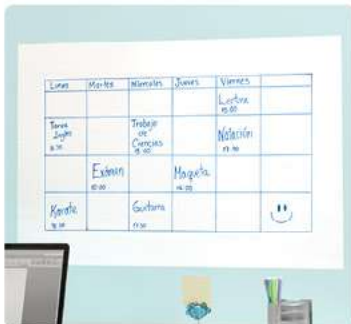 Lunes Martes Miercoles Jueves Viernes
Lectura
Tarea
Ingles
Trabajo
de
Ciencias
Natación
Examen
Maqueta
Karate
Guitarra